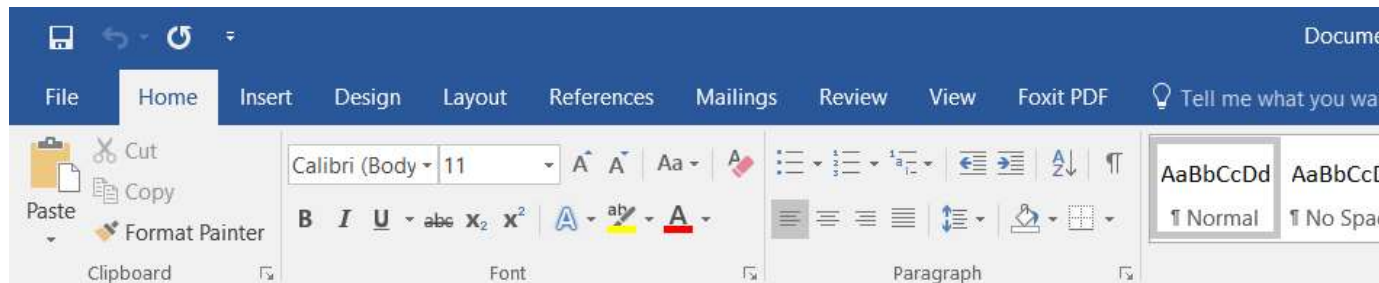 Docume
File Home Insert Design Layout References Mailings Review View Foxit PDF Tell me what you wa
Cut
Copy
Paste
Format Painter
Clipboard
Calibri (Body 11 A A Aa A
B I U abc X₂ X² A ab A
Font
A Z ¶
Paragraph
AaBbCcDd AaBbCcD
¶ Normal ¶ No Spac